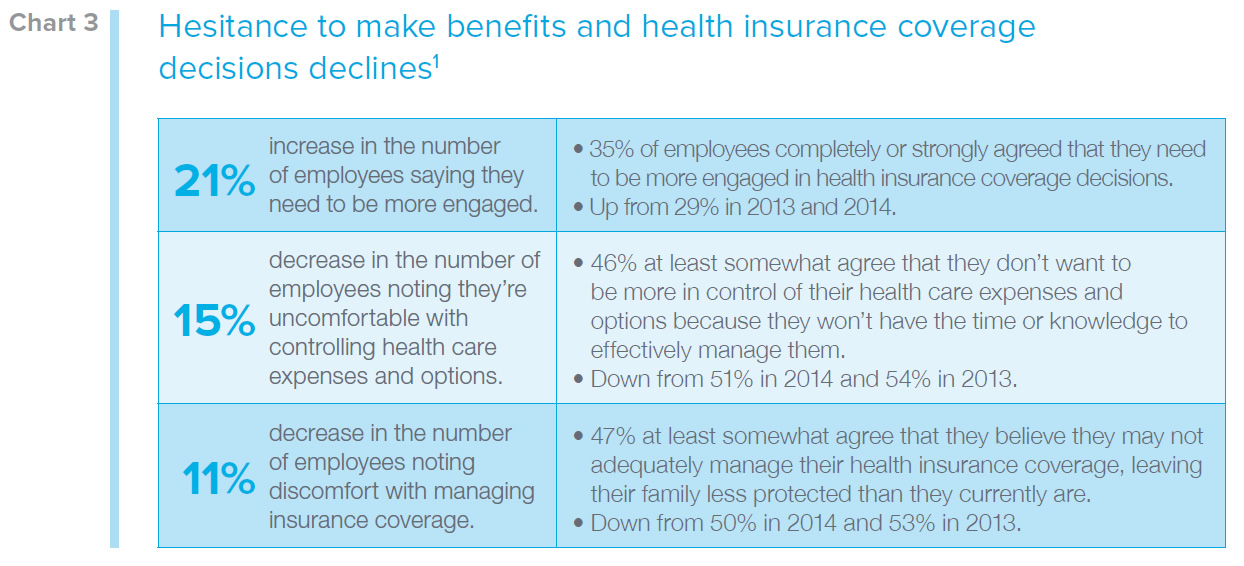 Chart 3
Hesitance to make benefits and health insurance coverage
decisions declines¹
21%
increase in the number
of employees saying they
need to be more engaged.
• 35% of employees completely or strongly agreed that they need
to be more engaged in health insurance coverage decisions.
• Up from 29% in 2013 and 2014.
15%
decrease in the number of
employees noting they’re
uncomfortable with
controlling health care
expenses and options.
• 46% at least somewhat agree that they don’t want to
be more in control of their health care expenses and
options because they won’t have the time or knowledge to
effectively manage them.
• Down from 51% in 2014 and 54% in 2013.
11%
decrease in the number
of employees noting
discomfort with managing
insurance coverage.
• 47% at least somewhat agree that they believe they may not
adequately manage their health insurance coverage, leaving
their family less protected than they currently are.
• Down from 50% in 2014 and 53% in 2013.